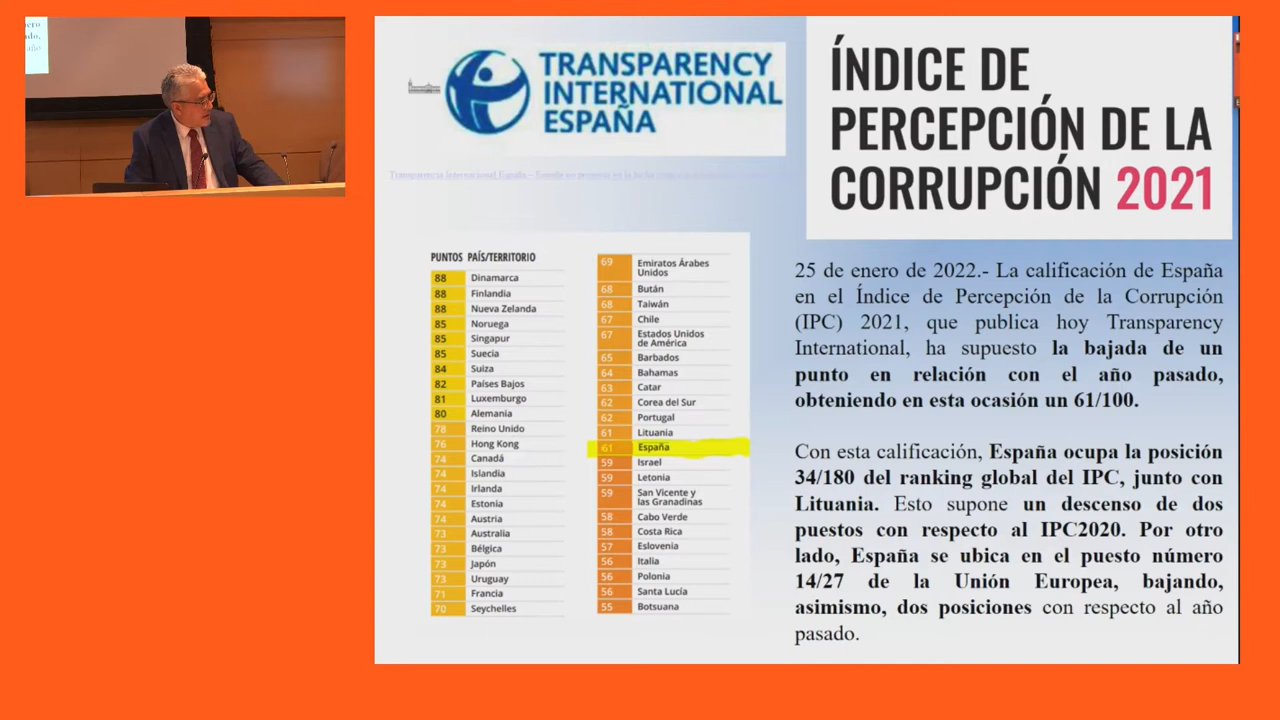 TRANSPARENCY
INTERNATIONAL
ESPAÑA
ÍNDICE DE
PERCEPCIÓN DE LA
CORRUPCIÓN 2021
PUNTOS PAÍS/TERRITORIO
88 Dinamarca
88 Finlandia
88 Nueva Zelanda
85 Noruega
85 Singapur
85 Suecia
84 Suiza
82 Países Bajos
81 Luxemburgo
80 Alemania
78 Reino Unido
76 Hong Kong
74 Canadá
74 Islandia
74 Irlanda
74 Estonia
74 Austria
73 Australia
73 Bélgica
73 Japón
73 Uruguay
71 Francia
70 Seychelles
69 Emiratos Árabes
Unidos
68 Bután
68 Taiwán
67 Chile
67 Estados Unidos
de América
65 Barbados
64 Bahamas
63 Catar
62 Corea del Sur
62 Portugal
61 Lituania
61 España
59 Israel
59 Letonia
59 San Vicente y
las Granadinas
58 Cabo Verde
58 Costa Rica
57 Eslovenia
56 Italia
56 Polonia
56 Santa Lucía
55 Botsuana
25 de enero de 2022.- La calificación de España
en el Índice de Percepción de la Corrupción
(IPC) 2021, que publica hoy Transparency
International, ha supuesto la bajada de un
punto en relación con el año pasado,
obteniendo en esta ocasión un 61/100.
Con esta calificación, España ocupa la posición
34/180 del ranking global del IPC, junto con
Lituania. Esto supone un descenso de dos
puestos con respecto al IPC2020. Por otro
lado, España se ubica en el puesto número
14/27 de la Unión Europea, bajando,
asimismo, dos posiciones con respecto al año
pasado.